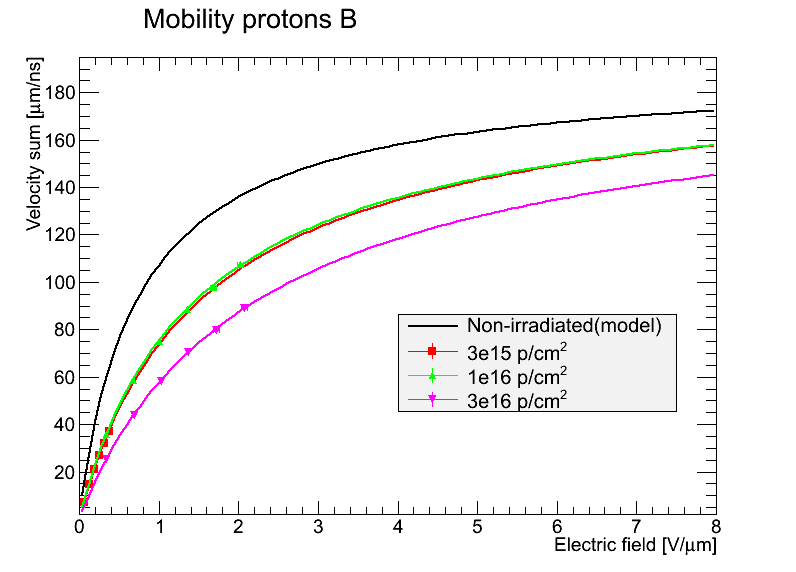 Mobility protons B
Velocity sum [μm/ns]
180
160
140
120
100
80
60
40
20
0 1 2 3 4 5 6 7 8
Electric field [V/μm]
Non-irradiated(model)
3e15 p/cm²
1e16 p/cm²
3e16 p/cm²